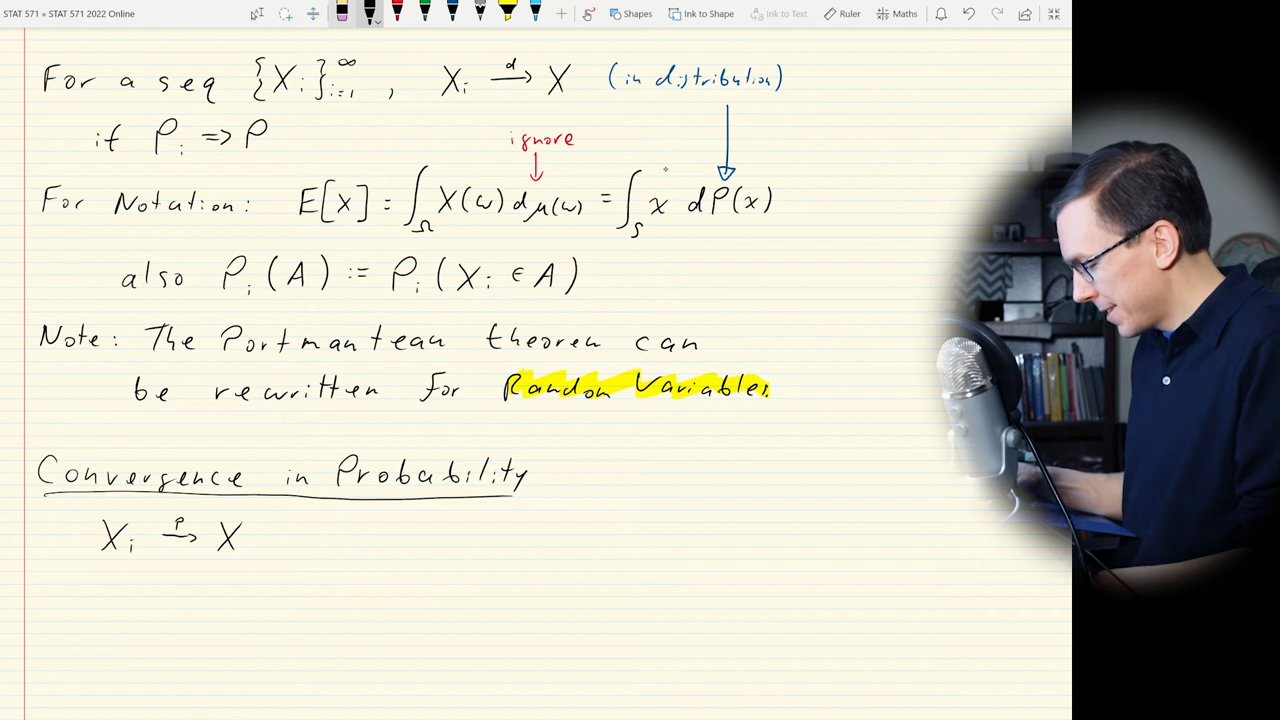 STAT 571 » STAT 571 2022 Online
Shapes Ink to Shape Ink to Text Ruler Maths
For a seq {Xᵢ}ᵢ₌₁^∞ , Xᵢ →ᵈ X (in distribution)
if Pᵢ => P
ignore
For Notation: E[X] = ∫_Ω X(ω) dμ(ω) = ∫_S x dP(x)
also Pᵢ(A) := Pᵢ(Xᵢ ∈ A)
Note: The Portmanteau theorem can
be rewritten for Random Variables.
Convergence in Probability
Xᵢ →ᴾ X